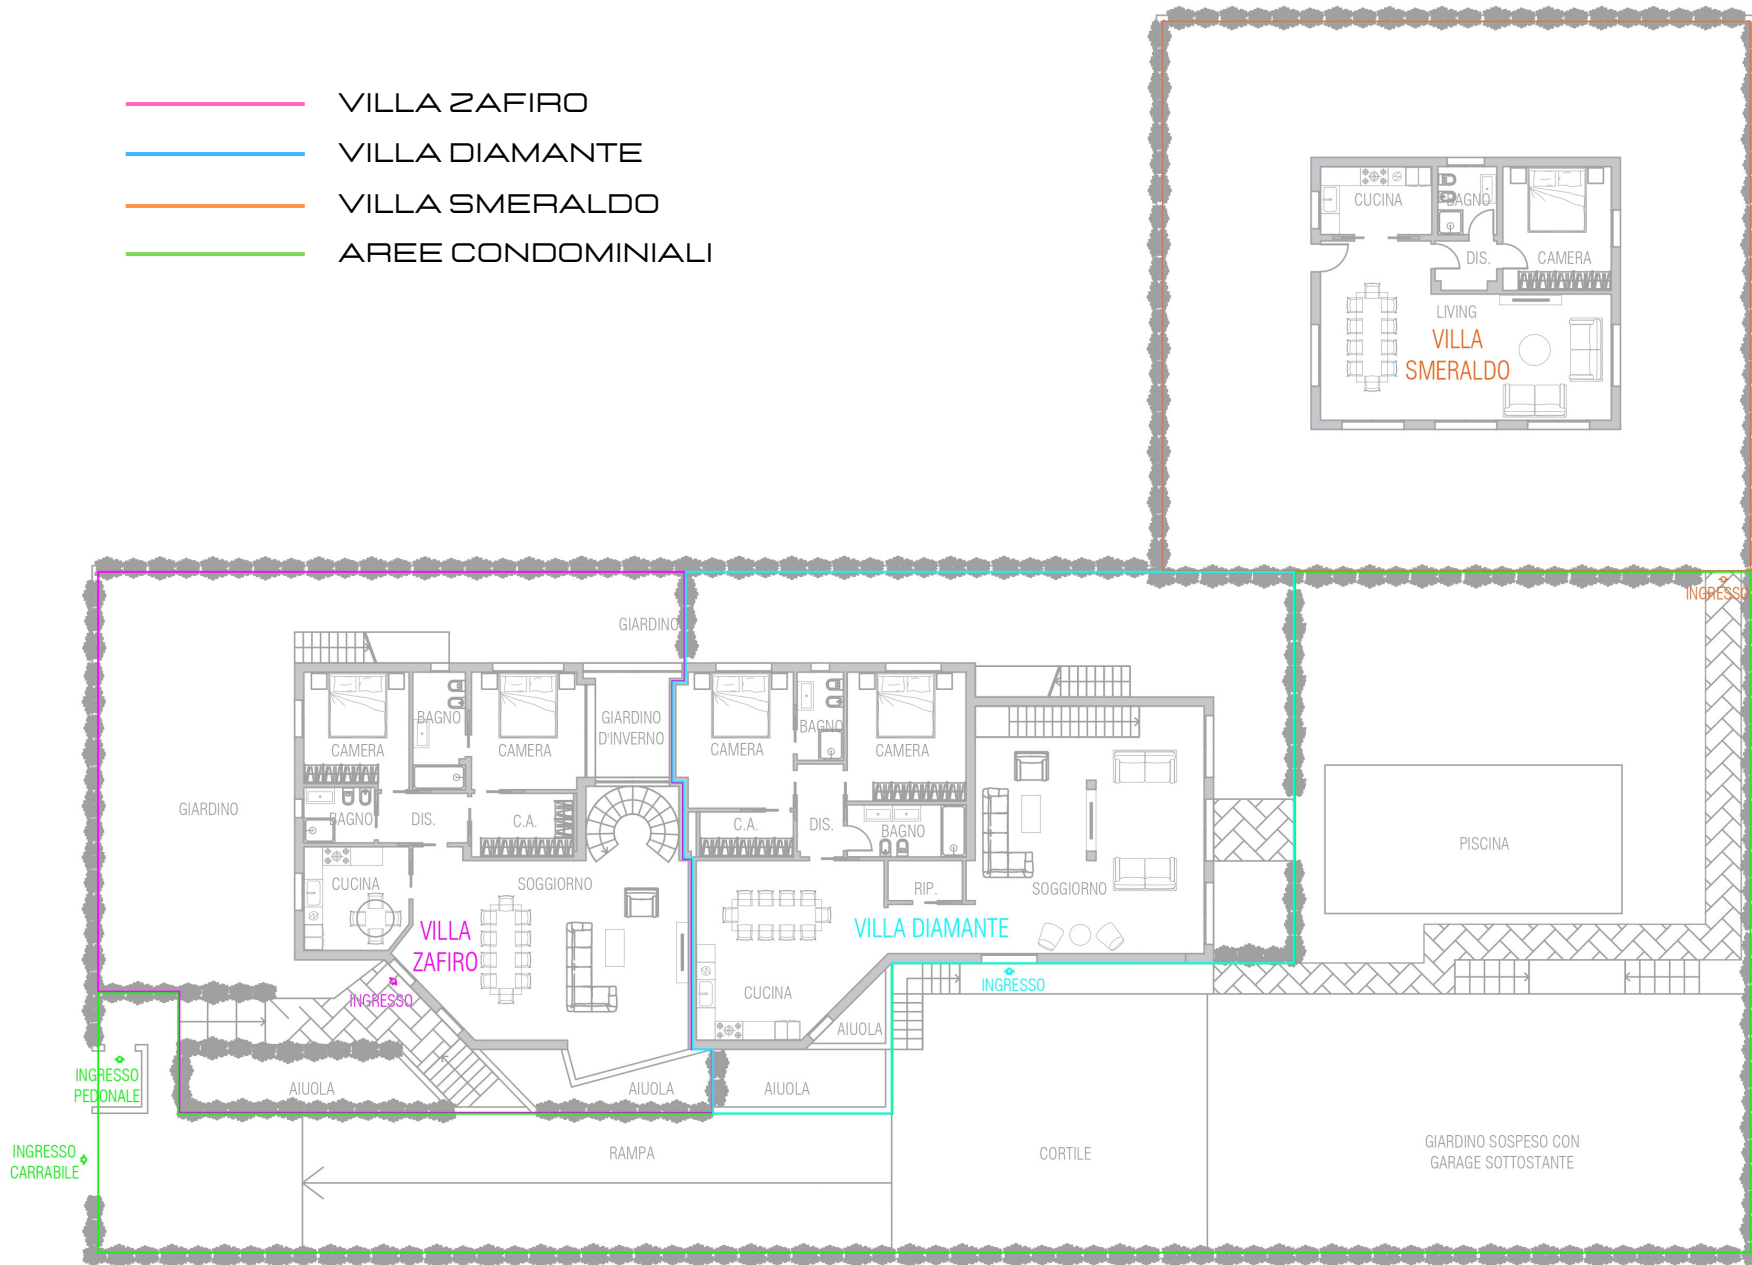 VILLA ZAFIRO
VILLA DIAMANTE
VILLA SMERALDO
AREE CONDOMINIALI
CUCINA
BAGNO
DIS.
CAMERA
LIVING
VILLA
SMERALDO
INGRESSO
GIARDINO
CAMERA
BAGNO
CAMERA
GIARDINO
D'INVERNO
CAMERA
BAGNO
CAMERA
GIARDINO
BAGNO
DIS.
C.A.
C.A.
DIS.
BAGNO
PISCINA
CUCINA
SOGGIORNO
RIP.
SOGGIORNO
VILLA
ZAFIRO
VILLA DIAMANTE
INGRESSO
CUCINA
INGRESSO
AIUOLA
INGRESSO
PEDONALE
AIUOLA
AIUOLA
AIUOLA
INGRESSO
CARRABILE
RAMPA
CORTILE
GIARDINO SOSPESO CON
GARAGE SOTTOSTANTE